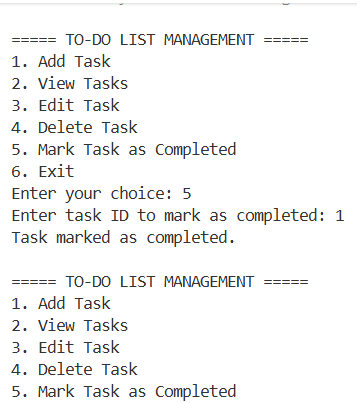 ===== TO-DO LIST MANAGEMENT =====
1. Add Task
2. View Tasks
3. Edit Task
4. Delete Task
5. Mark Task as Completed
6. Exit
Enter your choice: 5
Enter task ID to mark as completed: 1
Task marked as completed.

===== TO-DO LIST MANAGEMENT =====
1. Add Task
2. View Tasks
3. Edit Task
4. Delete Task
5. Mark Task as Completed